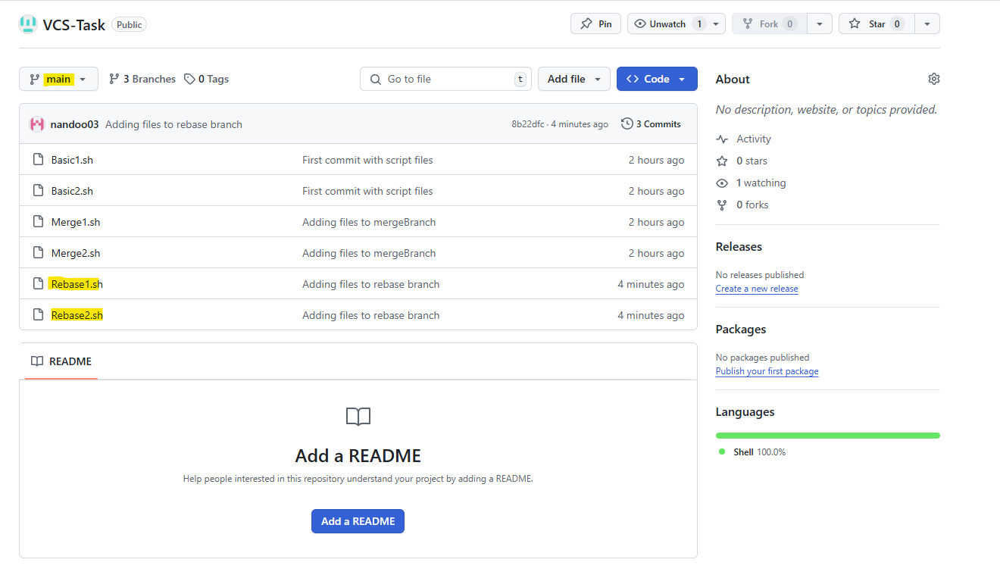 VCS-Task Public Pin Unwatch 1 Fork 0 Star 0
main 3 Branches 0 Tags Go to file t Add file Code
nandoo03 Adding files to rebase branch 8b22dfc · 4 minutes ago 3 Commits
Basic1.sh First commit with script files 2 hours ago
Basic2.sh First commit with script files 2 hours ago
Merge1.sh Adding files to mergeBranch 2 hours ago
Merge2.sh Adding files to mergeBranch 2 hours ago
Rebase1.sh Adding files to rebase branch 4 minutes ago
Rebase2.sh Adding files to rebase branch 4 minutes ago
README
Add a README
Help people interested in this repository understand your project by adding a README.
Add a README
About
No description, website, or topics provided.
Activity
0 stars
1 watching
0 forks
Releases
No releases published
Create a new release
Packages
No packages published
Publish your first package
Languages
Shell 100.0%